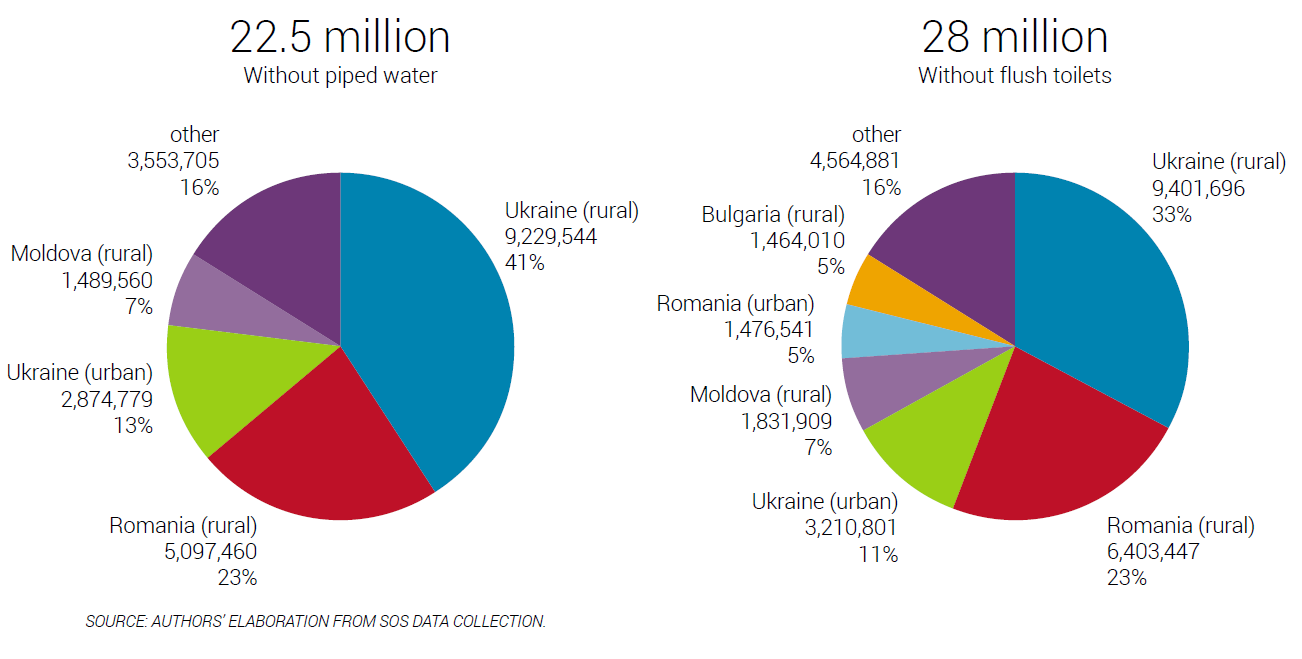 22.5 million
Without piped water
other
3,553,705
16%
Ukraine (rural)
9,229,544
41%
Moldova (rural)
1,489,560
7%
Ukraine (urban)
2,874,779
13%
Romania (rural)
5,097,460
23%
SOURCE: AUTHORS' ELABORATION FROM SOS DATA COLLECTION.
28 million
Without flush toilets
other
4,564,881
16%
Ukraine (rural)
9,401,696
33%
Bulgaria (rural)
1,464,010
5%
Romania (urban)
1,476,541
5%
Moldova (rural)
1,831,909
7%
Ukraine (urban)
3,210,801
11%
Romania (rural)
6,403,447
23%